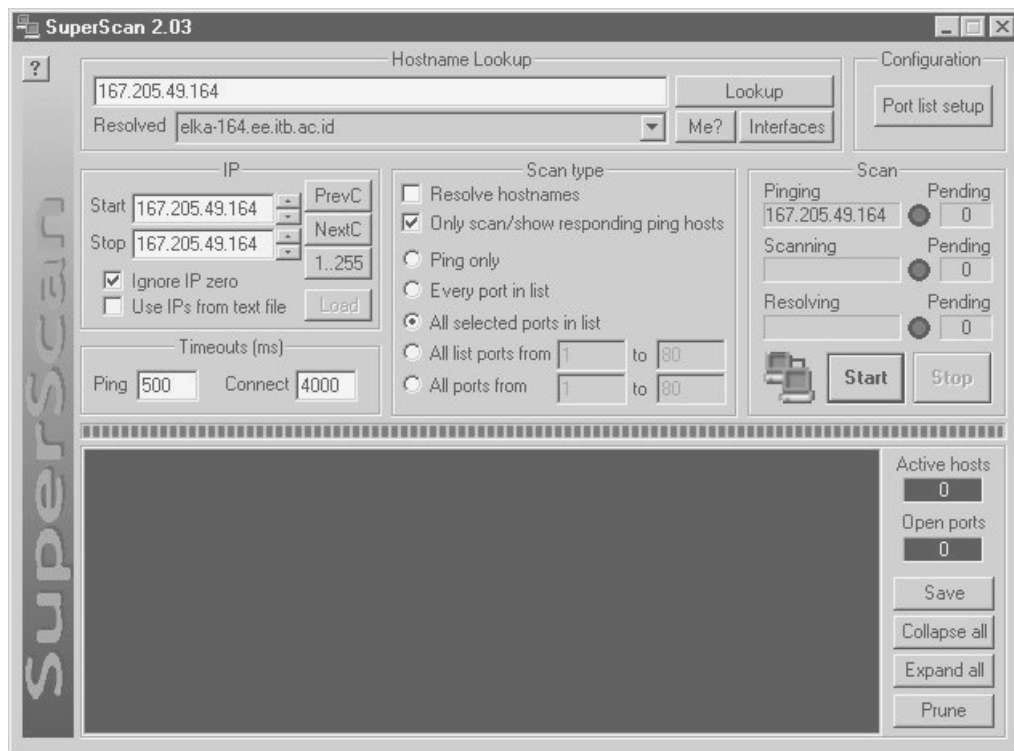 SuperScan 2.03
?
Hostname Lookup
167.205.49.164
Lookup
Resolved elka-164.ee.itb.ac.id
Me? Interfaces
Configuration
Port list setup
IP
Start 167.205.49.164
Stop 167.205.49.164
PrevC
NextC
1..255
Ignore IP zero
Use IPs from text file
Load
Timeouts (ms)
Ping 500 Connect 4000
Scan type
Resolve hostnames
Only scan/show responding ping hosts
Ping only
Every port in list
All selected ports in list
All list ports from 1 to 80
All ports from 1 to 80
Scan
Pinging Pending
167.205.49.164 0
Scanning Pending
0
Resolving Pending
0
Start Stop
SuperScan
Active hosts
0
Open ports
0
Save
Collapse all
Expand all
Prune